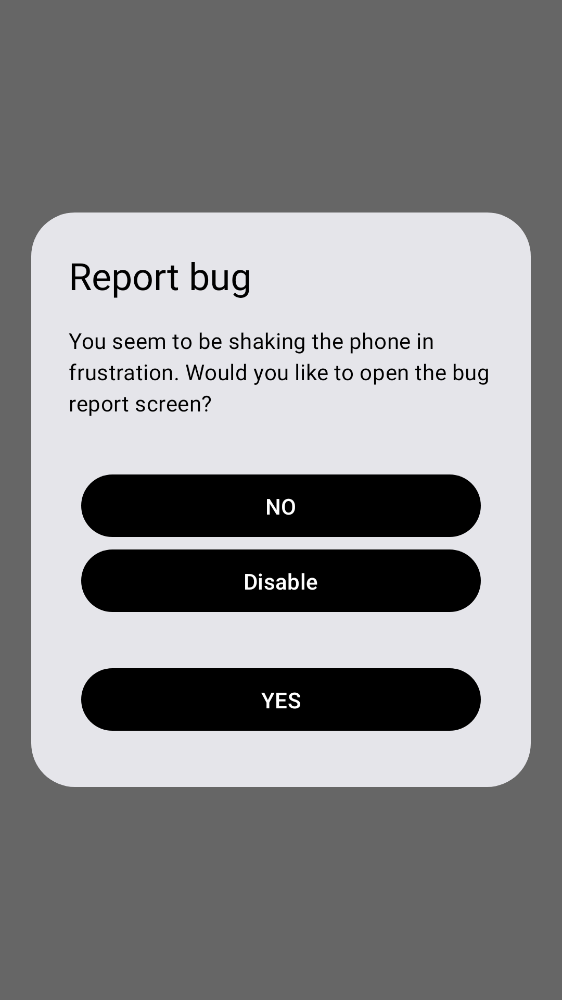 Report bug
You seem to be shaking the phone in
frustration. Would you like to open the bug
report screen?
NO
Disable
YES